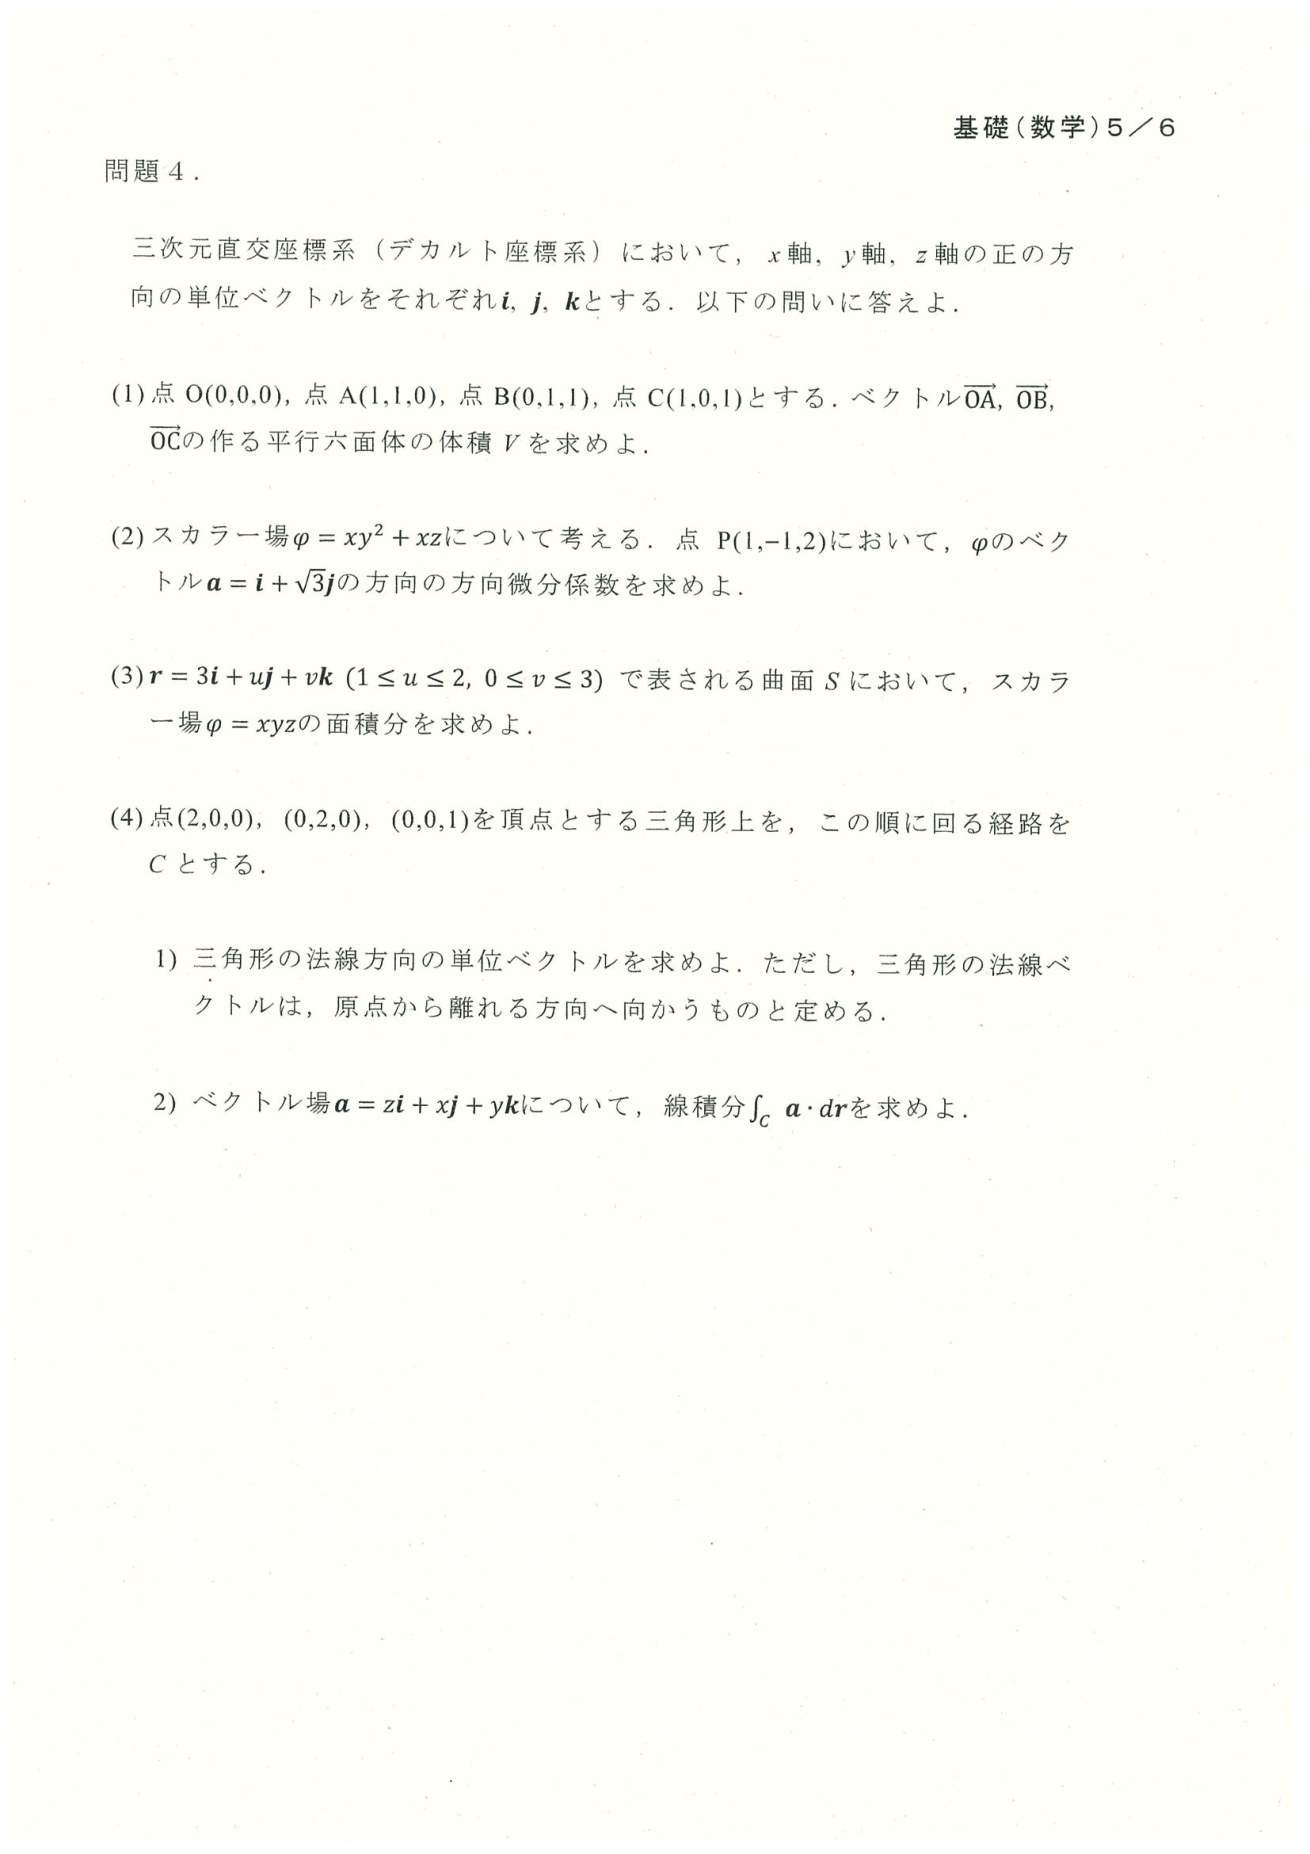 基礎(数学)5/6
問題4.
三次元直交座標系(デカルト座標系)において,x軸,y軸,z軸の正の方
向の単位ベクトルをそれぞれi, j, kとする.以下の問いに答えよ.
(1)点 O(0,0,0), 点 A(1,1,0), 点 B(0,1,1), 点 C(1,0,1)とする.ベクトル$\overrightarrow{OA}$, $\overrightarrow{OB}$,
$\overrightarrow{OC}$の作る平行六面体の体積 V を求めよ.
(2)スカラー場φ = xy² + xzについて考える.点 P(1,−1,2)において,φのベク
トルa = i + √3jの方向の方向微分係数を求めよ.
(3)r = 3i + uj + vk (1 ≤ u ≤ 2, 0 ≤ v ≤ 3) で表される曲面 S において,スカラ
ー場φ = xyzの面積分を求めよ.
(4)点(2,0,0), (0,2,0), (0,0,1)を頂点とする三角形上を,この順に回る経路を
C とする.
1) 三角形の法線方向の単位ベクトルを求めよ.ただし,三角形の法線ベ
クトルは,原点から離れる方向へ向かうものと定める.
2) ベクトル場a = zi + xj + ykについて,線積分∫_C a · drを求めよ.